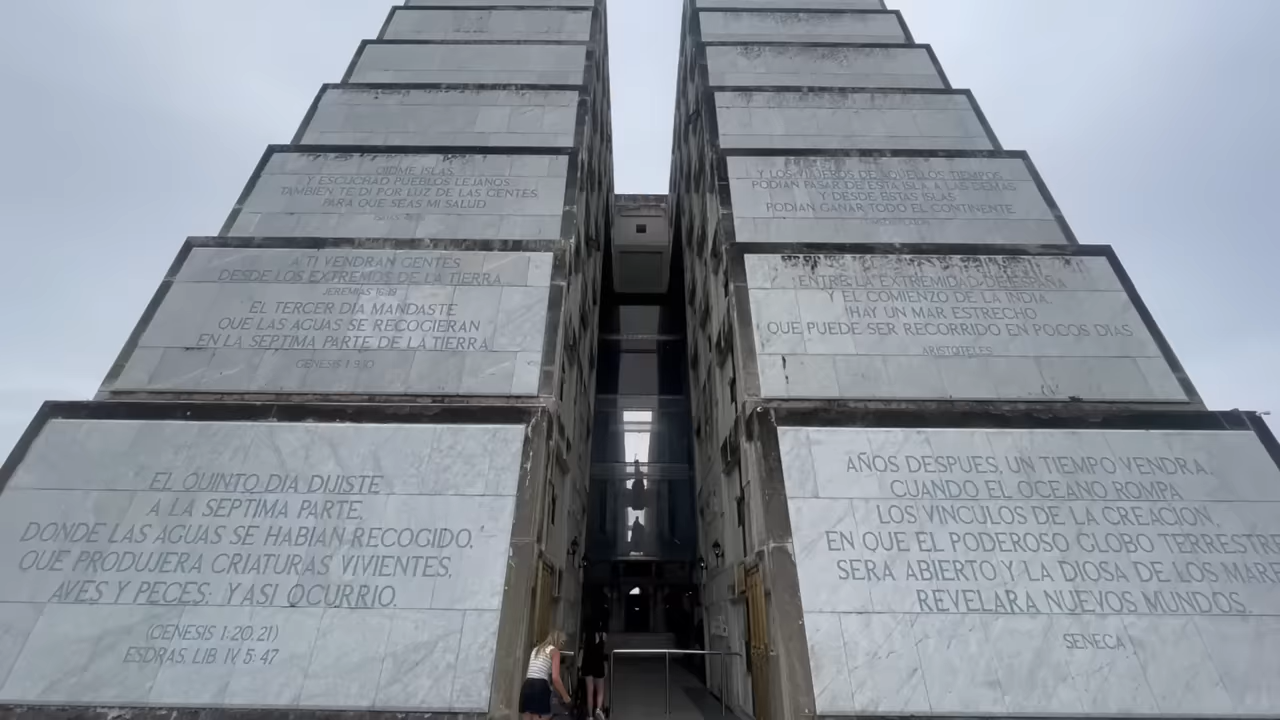 OIDME ISLAS,
Y ESCUCHAD PUEBLOS LEJANOS:
TAMBIEN TE DI POR LUZ DE LAS GENTES,
PARA QUE SEAS MI SALUD
A TI VENDRAN GENTES
DESDE LOS EXTREMOS DE LA TIERRA
JEREMIAS 16:19
EL TERCER DIA MANDASTE
QUE LAS AGUAS SE RECOGIERAN
EN LA SEPTIMA PARTE DE LA TIERRA
GENESIS 1:9.10
EL QUINTO DIA DIJISTE
A LA SEPTIMA PARTE,
DONDE LAS AGUAS SE HABIAN RECOGIDO,
QUE PRODUJERA CRIATURAS VIVIENTES,
AVES Y PECES; Y ASI OCURRIO.
(GENESIS 1:20,21)
ESDRAS, LIB. IV, 5:47
Y LOS VIAJEROS DE AQUELLOS TIEMPOS
PODIAN PASAR DE ESTA ISLA A LAS DEMAS
Y DESDE ESTAS ISLAS
PODIAN GANAR TODO EL CONTINENTE
ENTRE LA EXTREMIDAD DE ESPAÑA
Y EL COMIENZO DE LA INDIA,
HAY UN MAR ESTRECHO
QUE PUEDE SER RECORRIDO EN POCOS DIAS.
ARISTOTELES
AÑOS DESPUES, UN TIEMPO VENDRA,
CUANDO EL OCEANO ROMPA
LOS VINCULOS DE LA CREACION,
EN QUE EL PODEROSO GLOBO TERRESTRE
SERA ABIERTO Y LA DIOSA DE LOS MARE
REVELARA NUEVOS MUNDOS.
SENECA